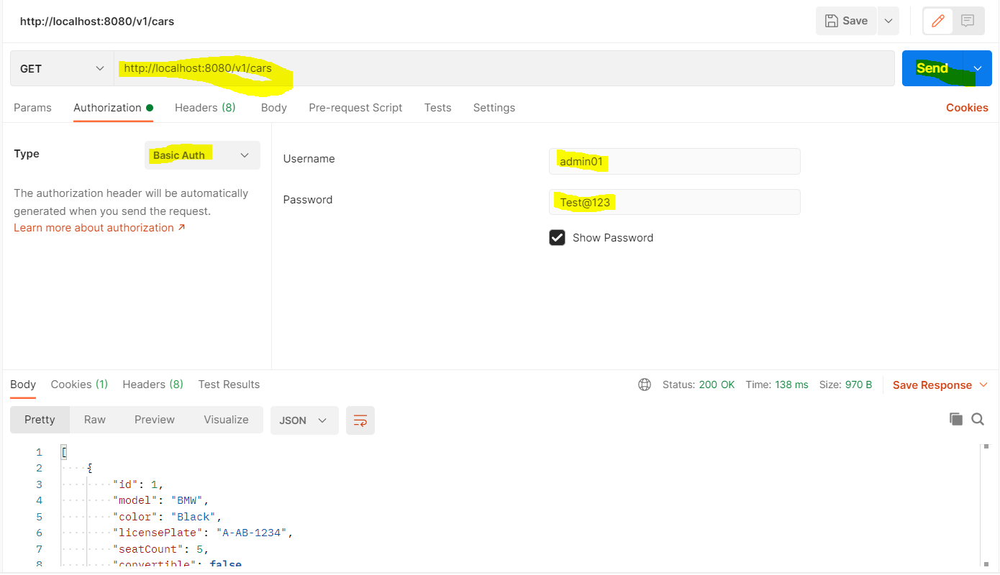 http://localhost:8080/v1/cars
Save
GET
http://localhost:8080/v1/cars
Send
Params Authorization Headers (8) Body Pre-request Script Tests Settings Cookies
Type
Basic Auth
The authorization header will be automatically
generated when you send the request.
Learn more about authorization ↗
Username
admin01
Password
Test@123
Show Password
Body Cookies (1) Headers (8) Test Results
Status: 200 OK Time: 138 ms Size: 970 B Save Response
Pretty Raw Preview Visualize JSON
1 [
2 {
3 "id": 1,
4 "model": "BMW",
5 "color": "Black",
6 "licensePlate": "A-AB-1234",
7 "seatCount": 5,
8 "convertible": false